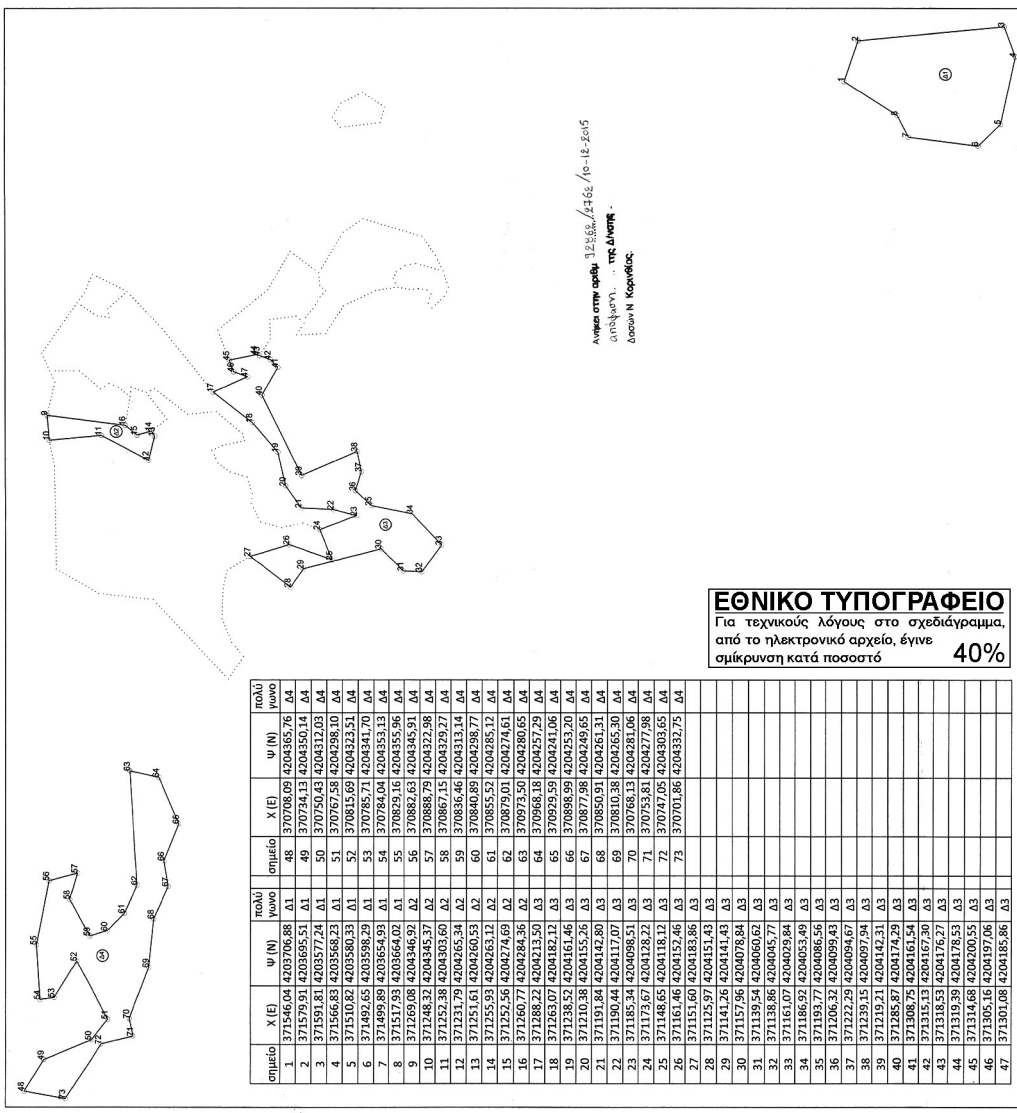 Ανήκει στην αριθμ 92862/2762/10-12-2015
απόφαση της Δ/νσης
Δασών Ν Κορινθίας.
ΕΘΝΙΚΟ ΤΥΠΟΓΡΑΦΕΙΟ
Για τεχνικούς λόγους στο σχεδιάγραμμα,
από το ηλεκτρονικό αρχείο, έγινε
σμίκρυνση κατά ποσοστό 40%
σημείο Χ (Ε) Ψ (Ν) πολύγωνο σημείο Χ (Ε) Ψ (Ν) πολύγωνο
1 371546,04 4203706,88 Δ1 48 370708,09 4204365,76 Δ4
2 371579,91 4203695,51 Δ1 49 370734,13 4204350,14 Δ4
3 371591,81 4203577,24 Δ1 50 370750,43 4204312,03 Δ4
4 371566,83 4203568,23 Δ1 51 370767,58 4204298,10 Δ4
5 371510,82 4203580,33 Δ1 52 370815,69 4204323,51 Δ4
6 371492,65 4203598,29 Δ1 53 370785,71 4204341,70 Δ4
7 371499,89 4203654,93 Δ1 54 370784,04 4204353,13 Δ4
8 371517,93 4203664,02 Δ1 55 370829,16 4204355,96 Δ4
9 371269,08 4204346,92 Δ2 56 370882,63 4204345,91 Δ4
10 371248,32 4204345,37 Δ2 57 370888,79 4204322,98 Δ4
11 371252,38 4204303,60 Δ2 58 370867,15 4204329,27 Δ4
12 371231,79 4204265,34 Δ2 59 370836,46 4204313,14 Δ4
13 371251,61 4204260,53 Δ2 60 370840,89 4204298,77 Δ4
14 371255,93 4204263,12 Δ2 61 370855,52 4204285,12 Δ4
15 371252,56 4204274,69 Δ2 62 370879,01 4204274,61 Δ4
16 371260,77 4204284,36 Δ2 63 370973,50 4204280,65 Δ4
17 371288,22 4204213,50 Δ3 64 370968,18 4204257,29 Δ4
18 371263,07 4204182,12 Δ3 65 370929,59 4204241,06 Δ4
19 371238,52 4204161,46 Δ3 66 370898,99 4204253,20 Δ4
20 371210,38 4204155,26 Δ3 67 370877,98 4204249,65 Δ4
21 371191,84 4204142,80 Δ3 68 370850,91 4204261,31 Δ4
22 371190,44 4204117,07 Δ3 69 370810,38 4204265,30 Δ4
23 371185,34 4204098,51 Δ3 70 370768,13 4204281,06 Δ4
24 371173,67 4204128,22 Δ3 71 370753,81 4204277,98 Δ4
25 371148,65 4204118,12 Δ3 72 370747,05 4204303,65 Δ4
26 371161,46 4204152,46 Δ3 73 370701,86 4204332,75 Δ4
27 371151,60 4204183,86 Δ3
28 371125,97 4204151,43 Δ3
29 371141,26 4204141,43 Δ3
30 371157,96 4204078,84 Δ3
31 371139,54 4204060,62 Δ3
32 371138,86 4204045,77 Δ3
33 371161,07 4204029,84 Δ3
34 371186,92 4204053,49 Δ3
35 371193,77 4204086,56 Δ3
36 371206,32 4204099,43 Δ3
37 371222,29 4204094,67 Δ3
38 371239,15 4204097,94 Δ3
39 371219,21 4204142,31 Δ3
40 371285,87 4204174,29 Δ3
41 371308,75 4204161,54 Δ3
42 371315,13 4204167,30 Δ3
43 371318,53 4204176,27 Δ3
44 371319,39 4204178,53 Δ3
45 371314,68 4204200,55 Δ3
46 371305,16 4204197,06 Δ3
47 371301,08 4204185,86 Δ3